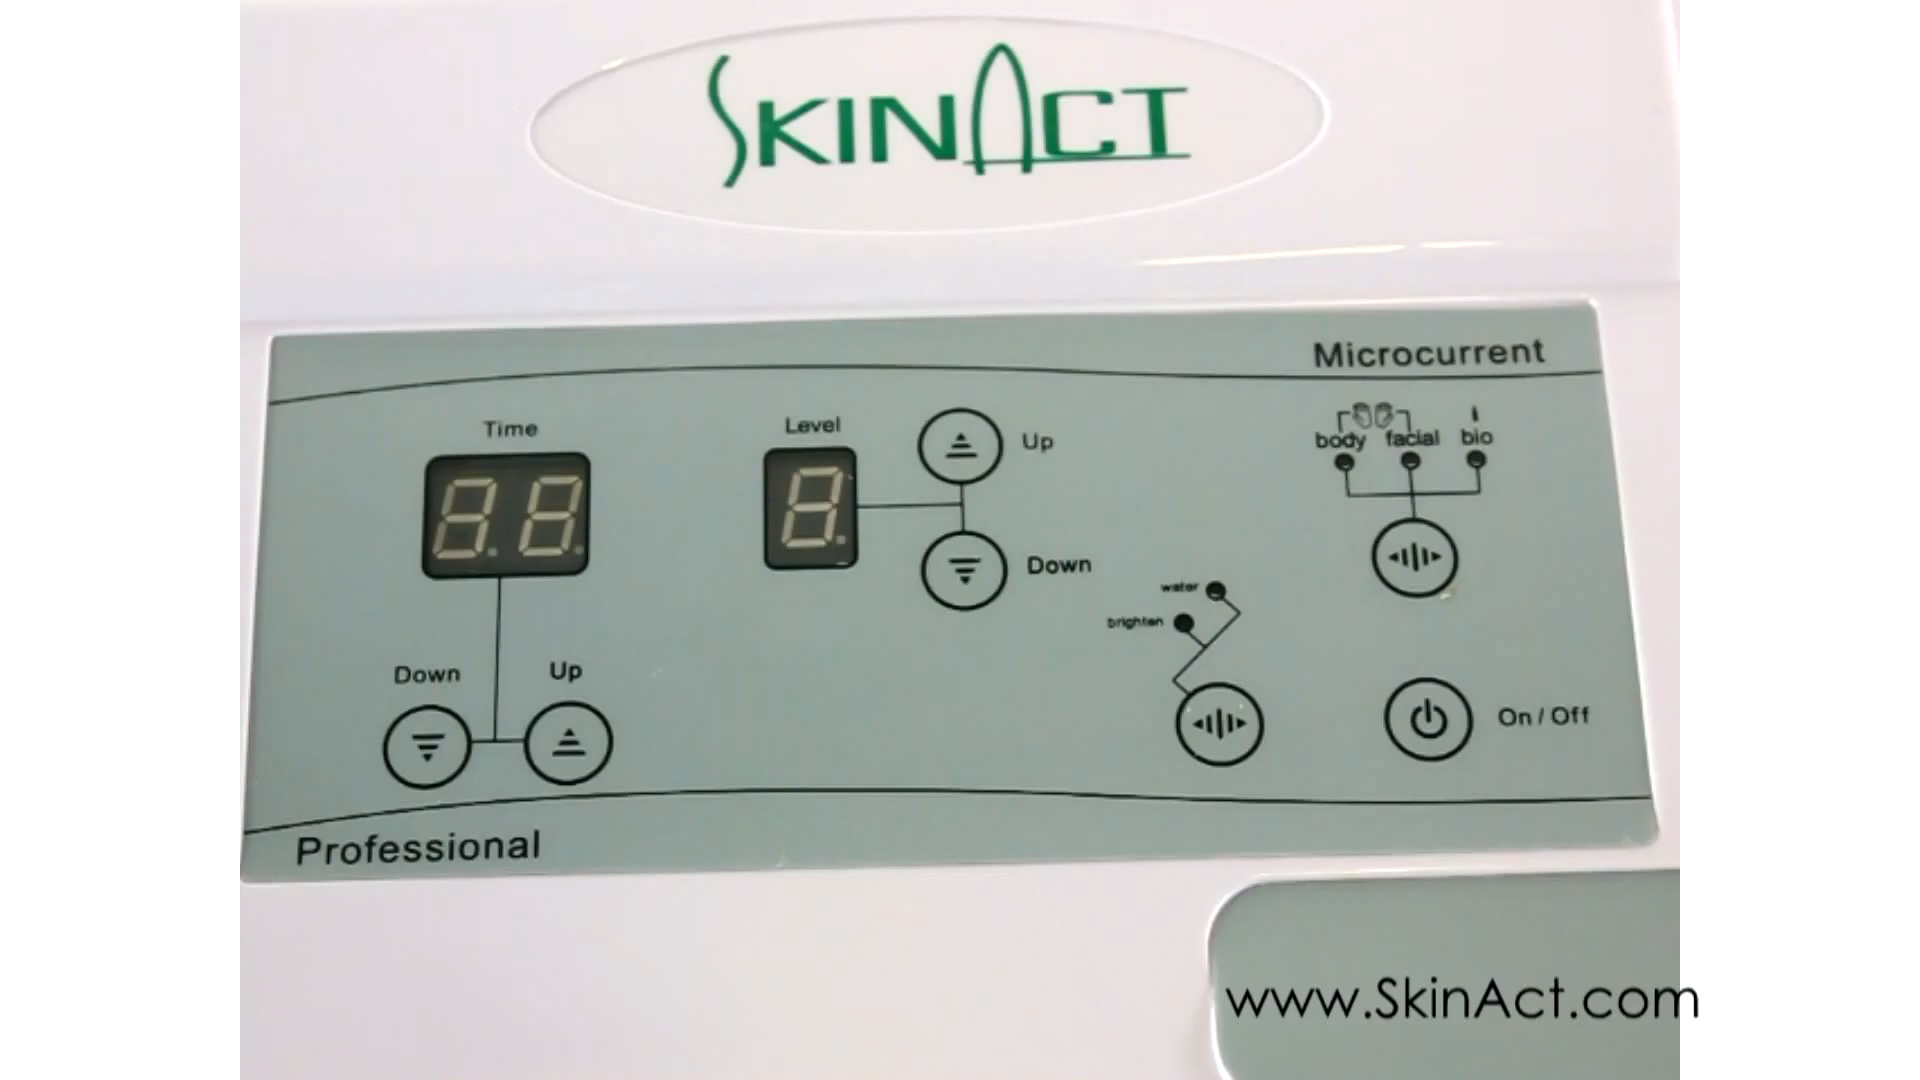 SKINACT
Microcurrent
Time
Level
Up
Down
body facial bio
water
brighten
Down Up
On / Off
Professional
www.SkinAct.com